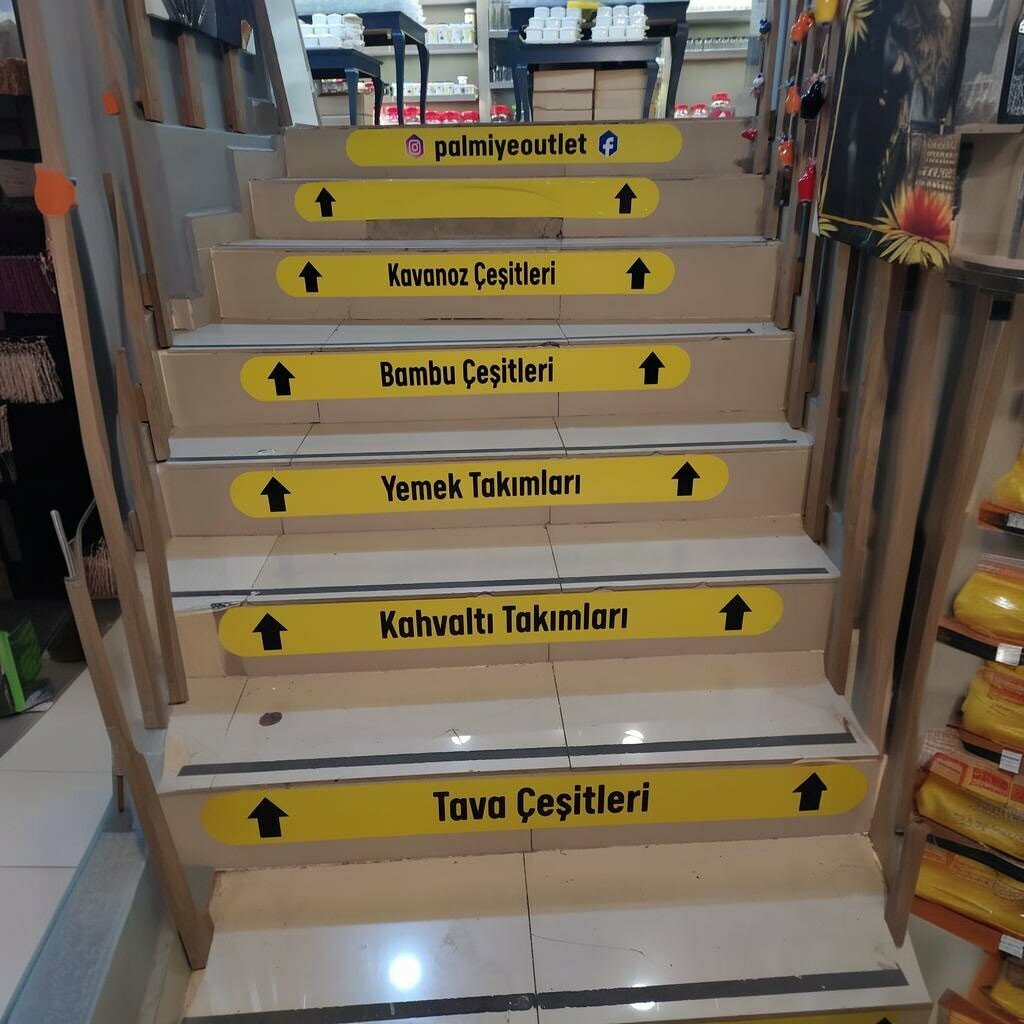 palmiyeoutlet
Kavanoz Çeşitleri
Bambu Çeşitleri
Yemek Takımları
Kahvaltı Takımları
Tava Çeşitleri